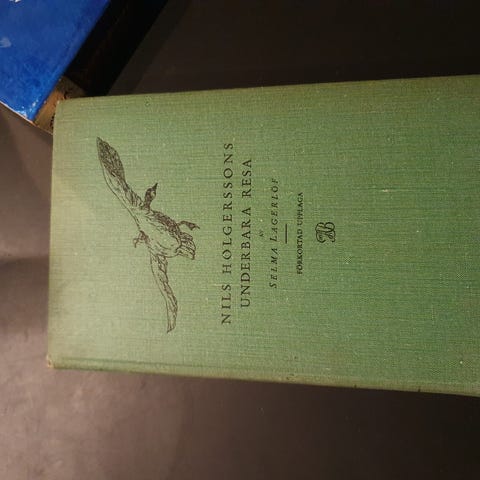 NILS HOLGERSSONS
UNDERBARA RESA
AV
SELMA LAGERLÖF
FÖRKORTAD UPPLAGA